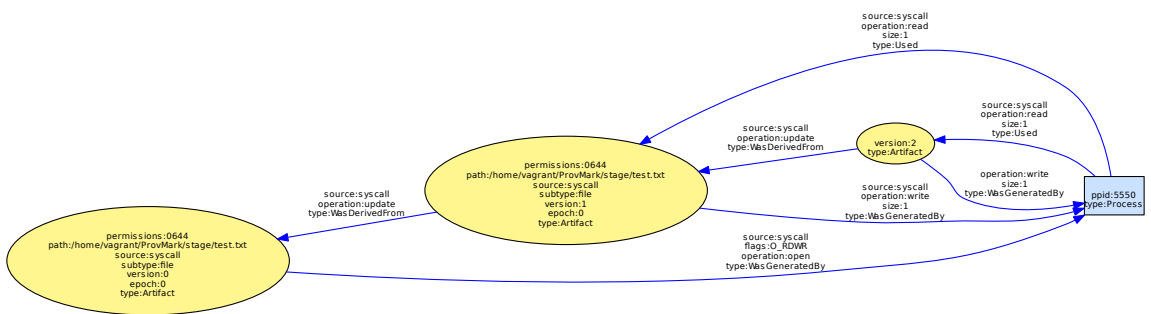 source:syscall
operation:read
size:1
type:Used
source:syscall
operation:read
size:1
type:Used
source:syscall
operation:update
type:WasDerivedFrom
version:2
type:Artifact
permissions:0644
path:/home/vagrant/ProvMark/stage/test.txt
source:syscall
subtype:file
version:1
epoch:0
type:Artifact
operation:write
size:1
type:WasGeneratedBy
ppid:5550
type:Process
source:syscall
operation:write
size:1
type:WasGeneratedBy
source:syscall
operation:update
type:WasDerivedFrom
permissions:0644
path:/home/vagrant/ProvMark/stage/test.txt
source:syscall
subtype:file
version:0
epoch:0
type:Artifact
source:syscall
flags:O_RDWR
operation:open
type:WasGeneratedBy